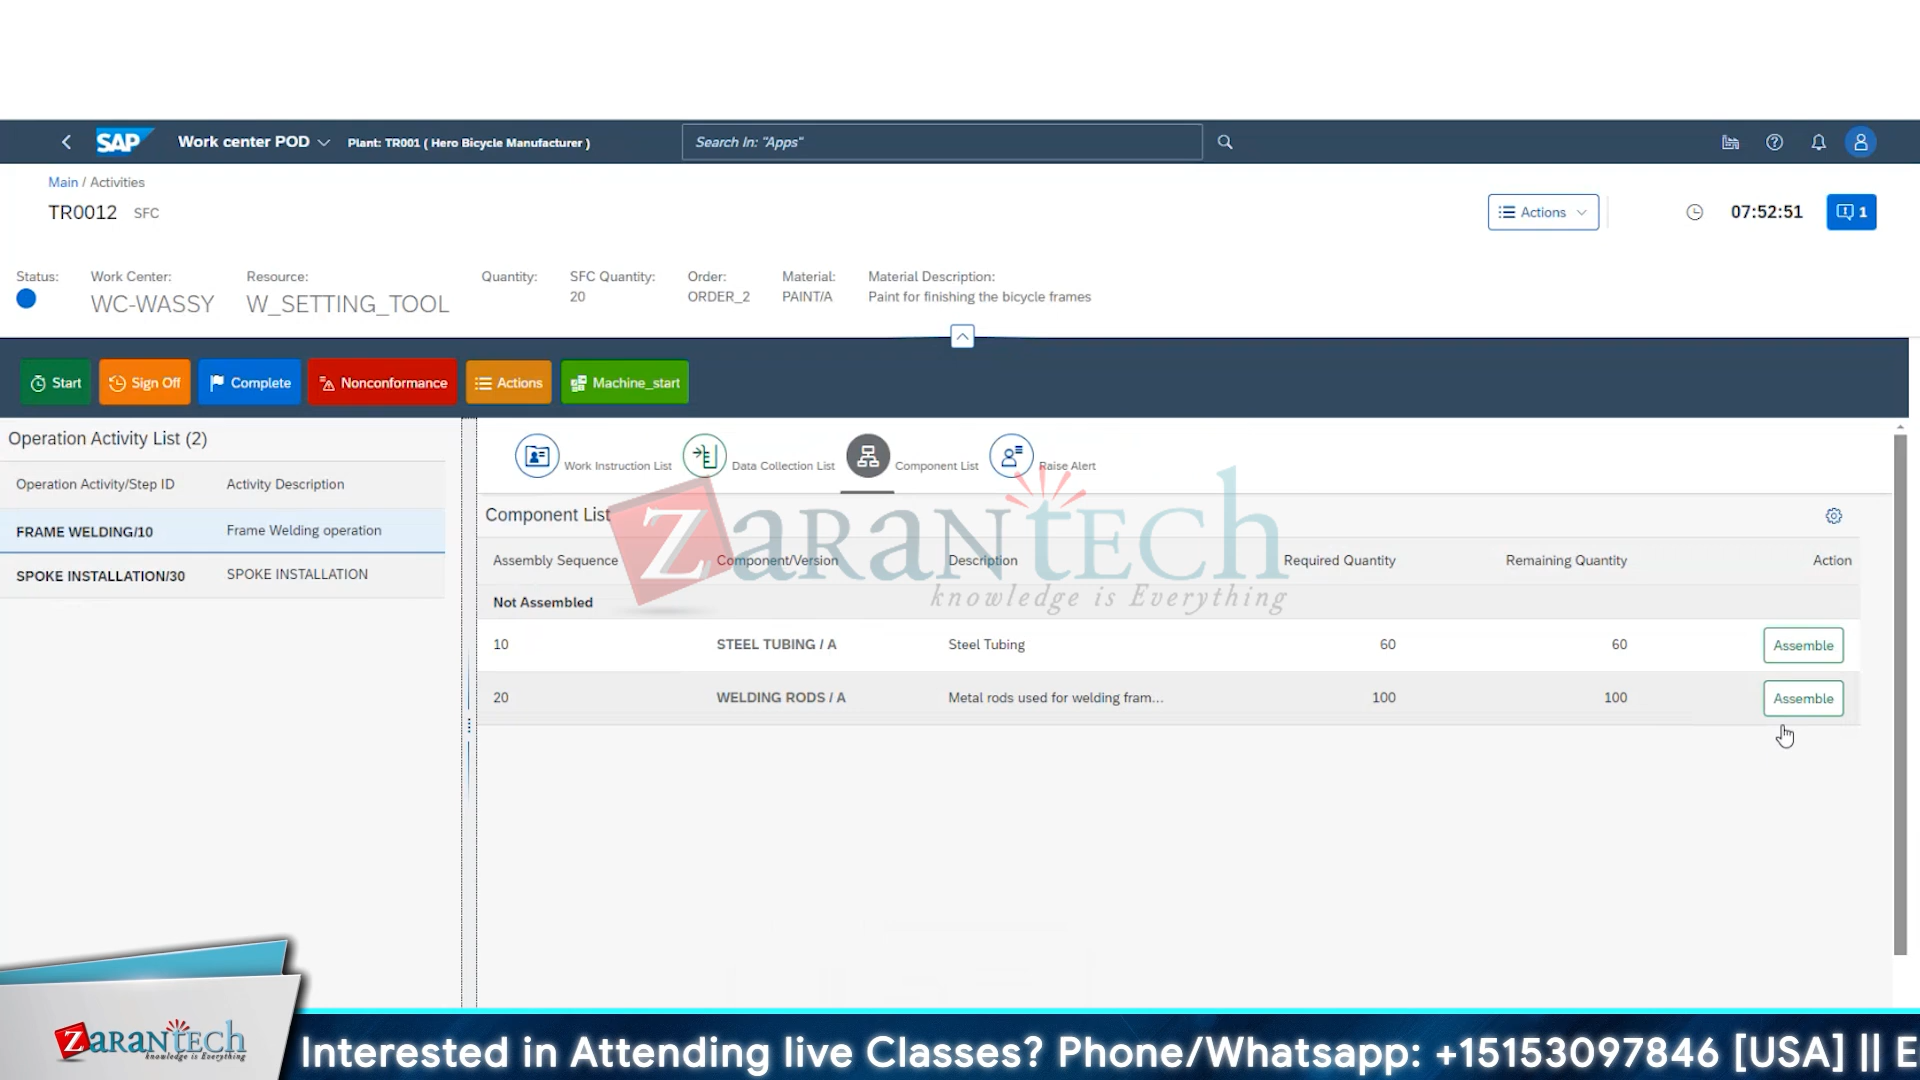 SAP Work center POD Plant: TR001 ( Hero Bicycle Manufacturer ) Search In: "Apps"
Main / Activities
TR0012 SFC
Actions 07:52:51 1
Status: Work Center: Resource: Quantity: SFC Quantity: Order: Material: Material Description:
WC-WASSY W_SETTING_TOOL 20 ORDER_2 PAINT/A Paint for finishing the bicycle frames
Start Sign Off Complete Nonconformance Actions Machine_start
Operation Activity List (2)
Operation Activity/Step ID Activity Description
FRAME WELDING/10 Frame Welding operation
SPOKE INSTALLATION/30 SPOKE INSTALLATION
Work Instruction List Data Collection List Component List Raise Alert
Component List
Assembly Sequence Component/Version Description Required Quantity Remaining Quantity Action
Not Assembled
10 STEEL TUBING / A Steel Tubing 60 60 Assemble
20 WELDING RODS / A Metal rods used for welding fram... 100 100 Assemble
ZaranTech
knowledge is Everything
ZaranTech
knowledge is Everything
Interested in Attending live Classes? Phone/Whatsapp: +15153097846 [USA] || E